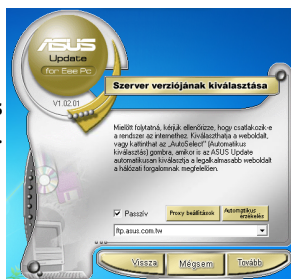 ASUS
Update
for Eee Pc
V1.02.01
Szerver verziójának kiválasztása
Mielőtt folytatná, kérjük ellenőrizze, hogy csatlakozik-e
a rendszer az internethez. Kiválaszthatja a weboldalt,
vagy kattinthat az „AutoSelect" (Automatikus
kiválasztás) gombra, amikor is az ASUS Update
automatikusan kiválasztja a legalkalmasabb weboldalt
a hálózati forgalomnak megfelelően.
Passzív
Proxy beállítások
Automatikus
érzékelés
ftp.asus.com.tw
Vissza
Mégsem
Tovább